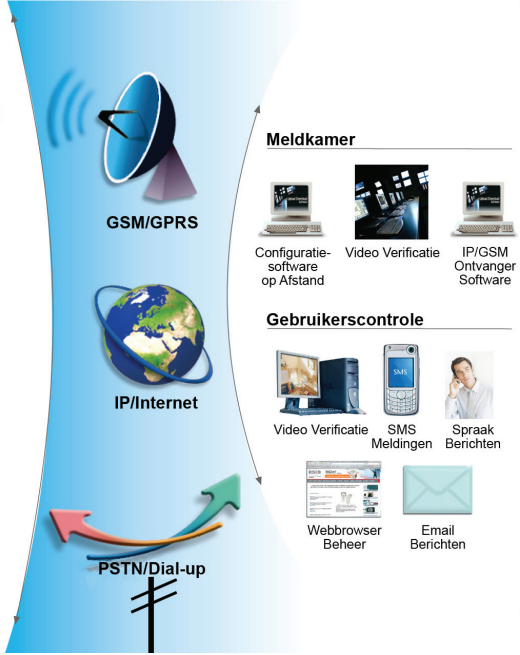 GSM/GPRS
IP/Internet
PSTN/Dial-up
Meldkamer
Configuratie-
software
op Afstand
Video Verificatie
IP/GSM
Ontvanger
Software
Gebruikerscontrole
Video Verificatie
SMS
SMS
Meldingen
Spraak
Berichten
Webbrowser
Beheer
Email
Berichten